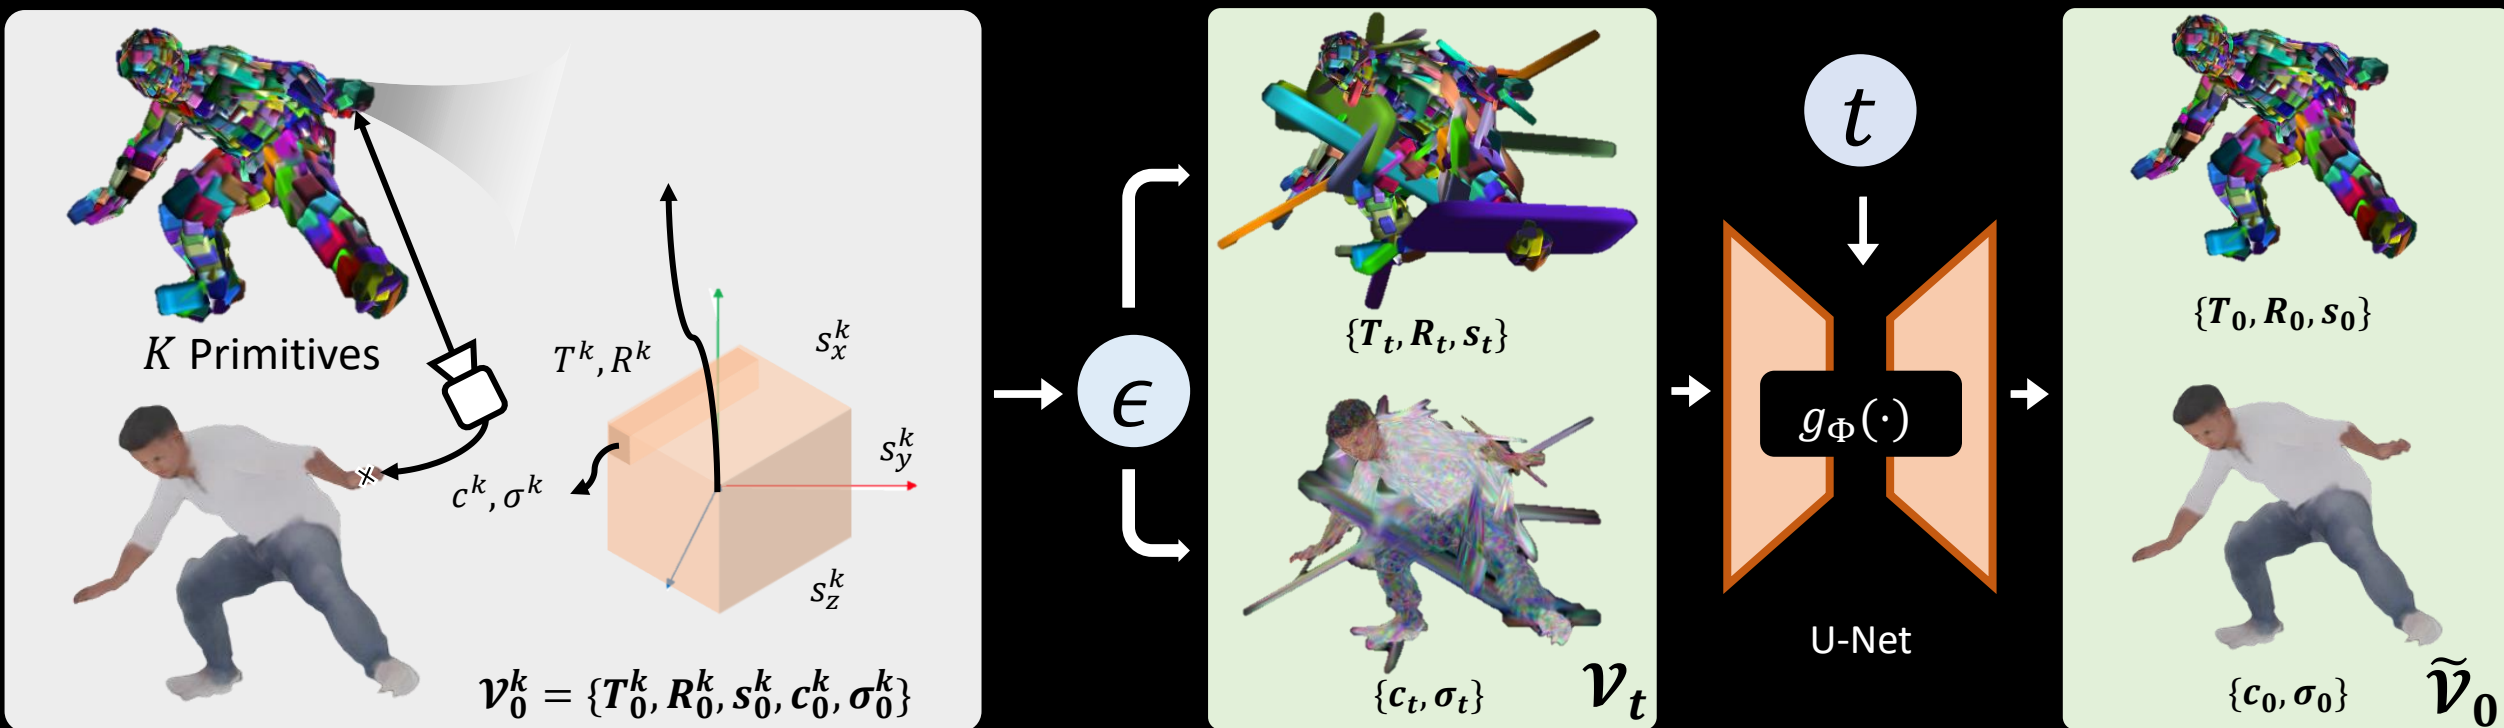 K Primitives
T^k, R^k
s_x^k
s_y^k
c^k, σ^k
s_z^k
𝒱_0^k = {T_0^k, R_0^k, s_0^k, c_0^k, σ_0^k}
ϵ
{T_t, R_t, s_t}
{c_t, σ_t}
𝒱_t
t
g_Φ(·)
U-Net
{T_0, R_0, s_0}
{c_0, σ_0}
𝒱̃_0